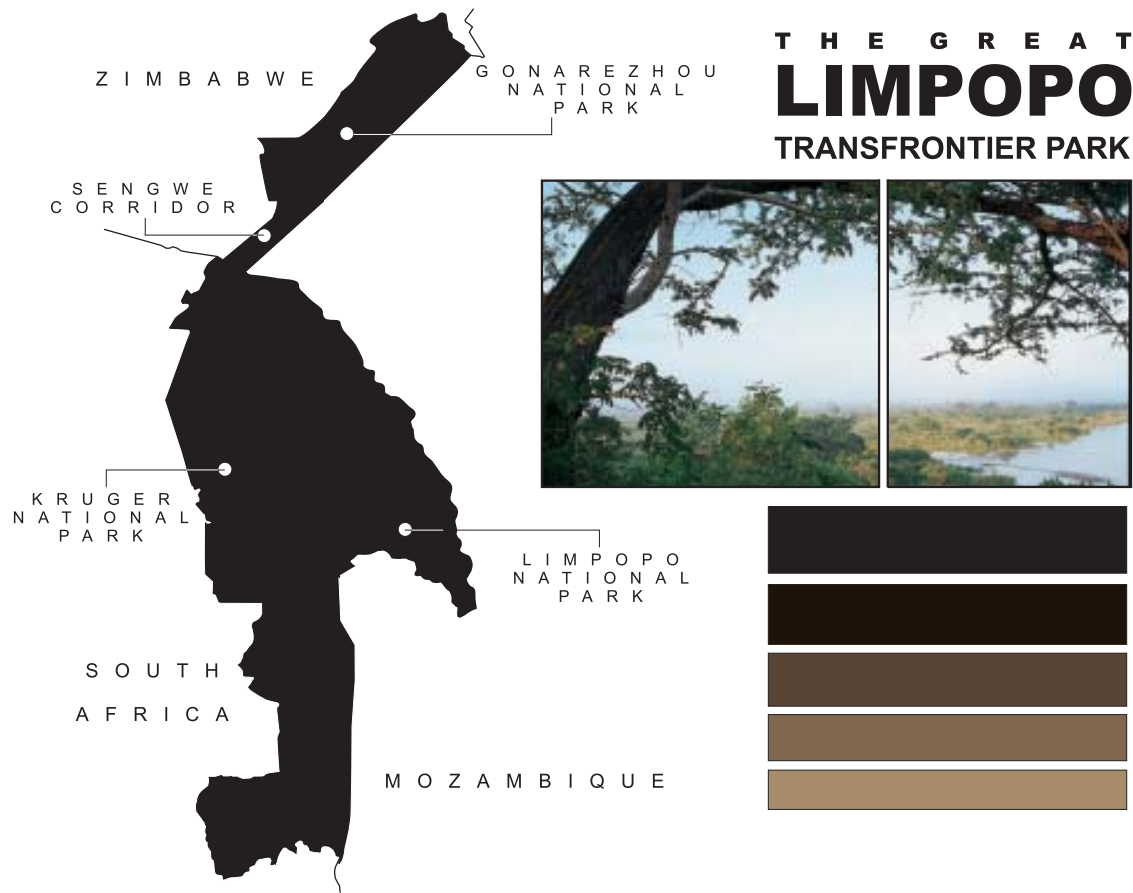 THE GREAT
LIMPOPO
TRANSFRONTIER PARK
ZIMBABWE
GONAREZHOU
NATIONAL
PARK
SENGWE
CORRIDOR
KRUGER
NATIONAL
PARK
LIMPOPO
NATIONAL
PARK
SOUTH
AFRICA
MOZAMBIQUE